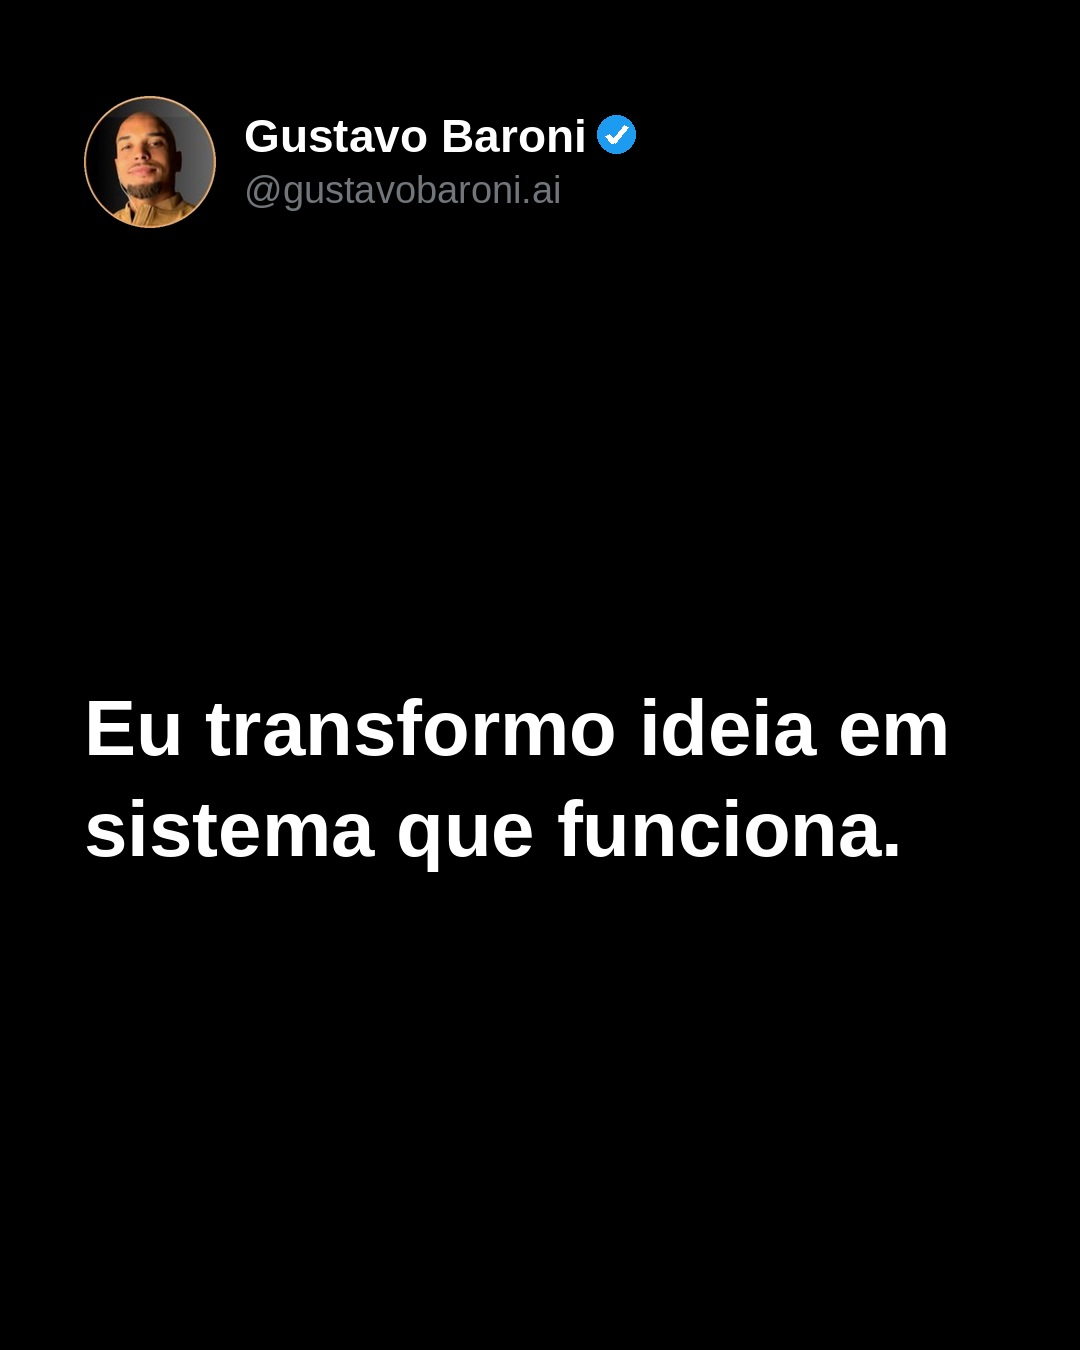 Gustavo Baroni
@gustavobaroni.ai
Eu transformo ideia em
sistema que funciona.